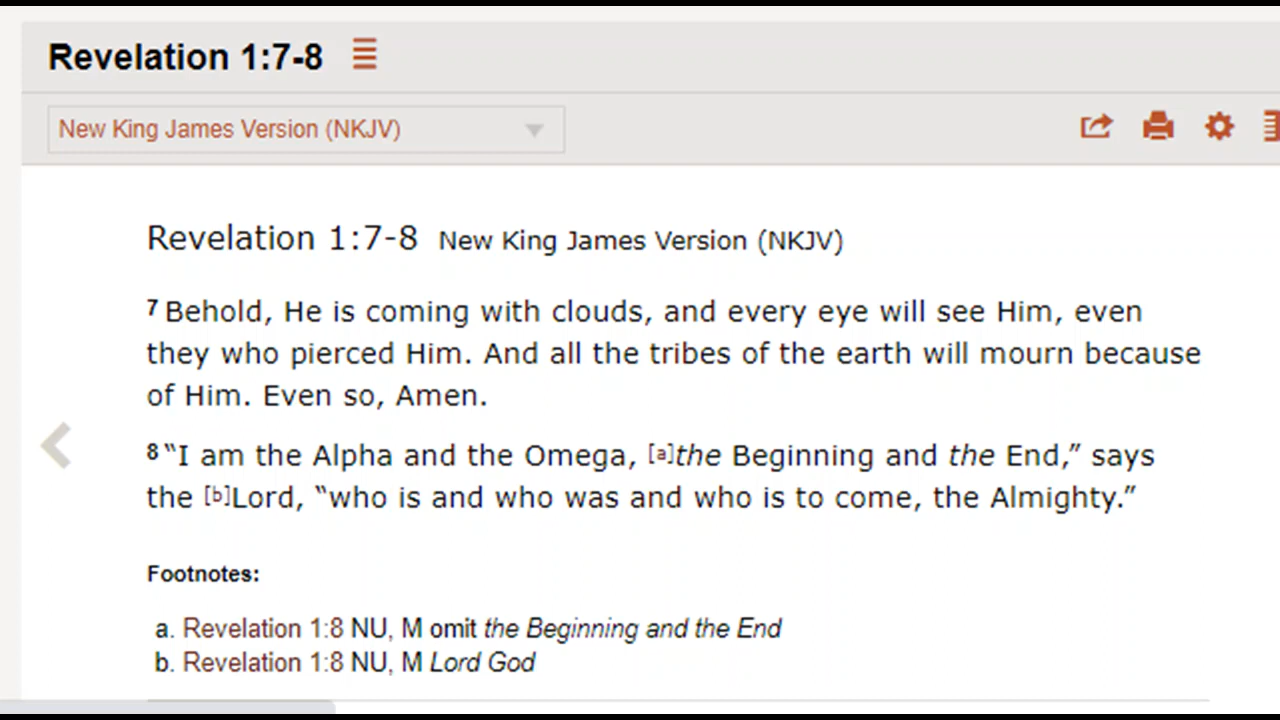 Revelation 1:7-8
New King James Version (NKJV)
Revelation 1:7-8 New King James Version (NKJV)
7 Behold, He is coming with clouds, and every eye will see Him, even
they who pierced Him. And all the tribes of the earth will mourn because
of Him. Even so, Amen.
8 “I am the Alpha and the Omega, [a]the Beginning and the End,” says
the [b]Lord, “who is and who was and who is to come, the Almighty.”
Footnotes:
a. Revelation 1:8 NU, M omit the Beginning and the End
b. Revelation 1:8 NU, M Lord God